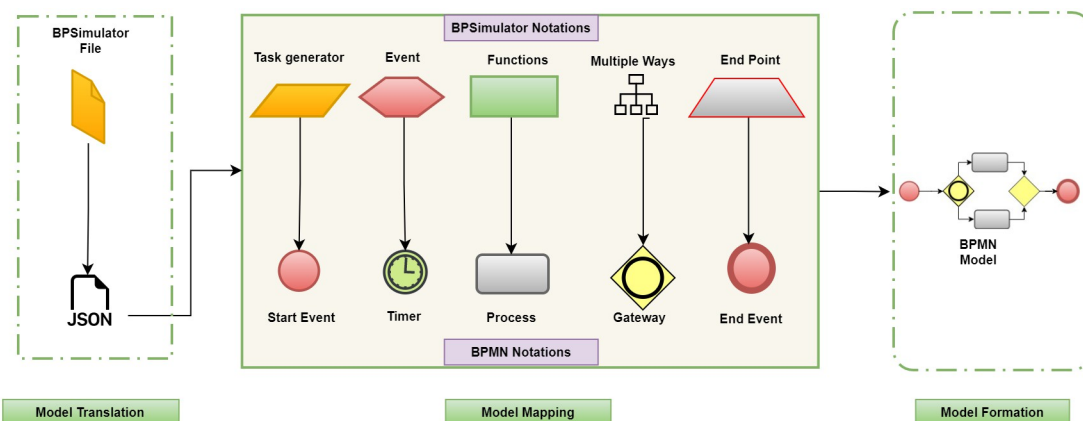 BPSimulator
File
JSON
BPSimulator Notations
Task generator
Event
Functions
Multiple Ways
End Point
Start Event
Timer
Process
Gateway
End Event
BPMN Notations
BPMN
Model
Model Translation
Model Mapping
Model Formation